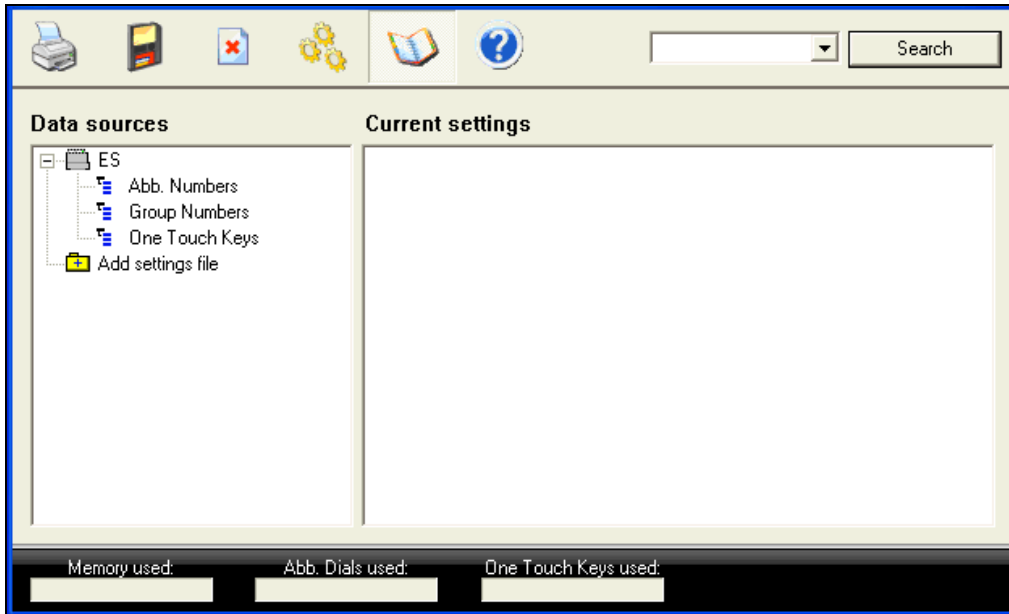 Search
Data sources
Current settings
ES
Abb. Numbers
Group Numbers
One Touch Keys
Add settings file
Memory used:
Abb. Dials used:
One Touch Keys used: